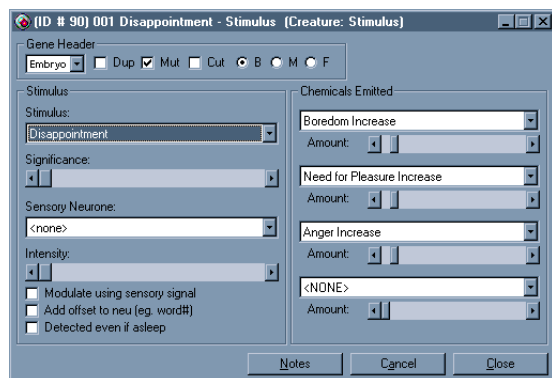 (ID # 90) 001 Disappointment - Stimulus (Creature: Stimulus)
Gene Header
Embryo Dup Mut Cut B M F
Stimulus
Stimulus:
Disappointment
Significance:
Sensory Neurone:
<none>
Intensity:
Modulate using sensory signal
Add offset to neu (eg. word#)
Detected even if asleep
Chemicals Emitted
Boredom Increase
Amount:
Need for Pleasure Increase
Amount:
Anger Increase
Amount:
<NONE>
Amount:
Notes Cancel Close